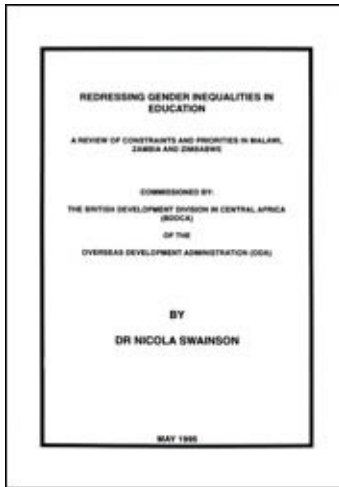 REDRESSING GENDER INEQUALITIES IN
EDUCATION
A REVIEW OF CONSTRAINTS AND PRIORITIES IN MALAWI,
ZAMBIA AND ZIMBABWE
COMMISSIONED BY:
THE BRITISH DEVELOPMENT DIVISION IN CENTRAL AFRICA
(BDDCA)
OF THE
OVERSEAS DEVELOPMENT ADMINISTRATION (ODA)
BY
DR NICOLA SWAINSON
MAY 1995